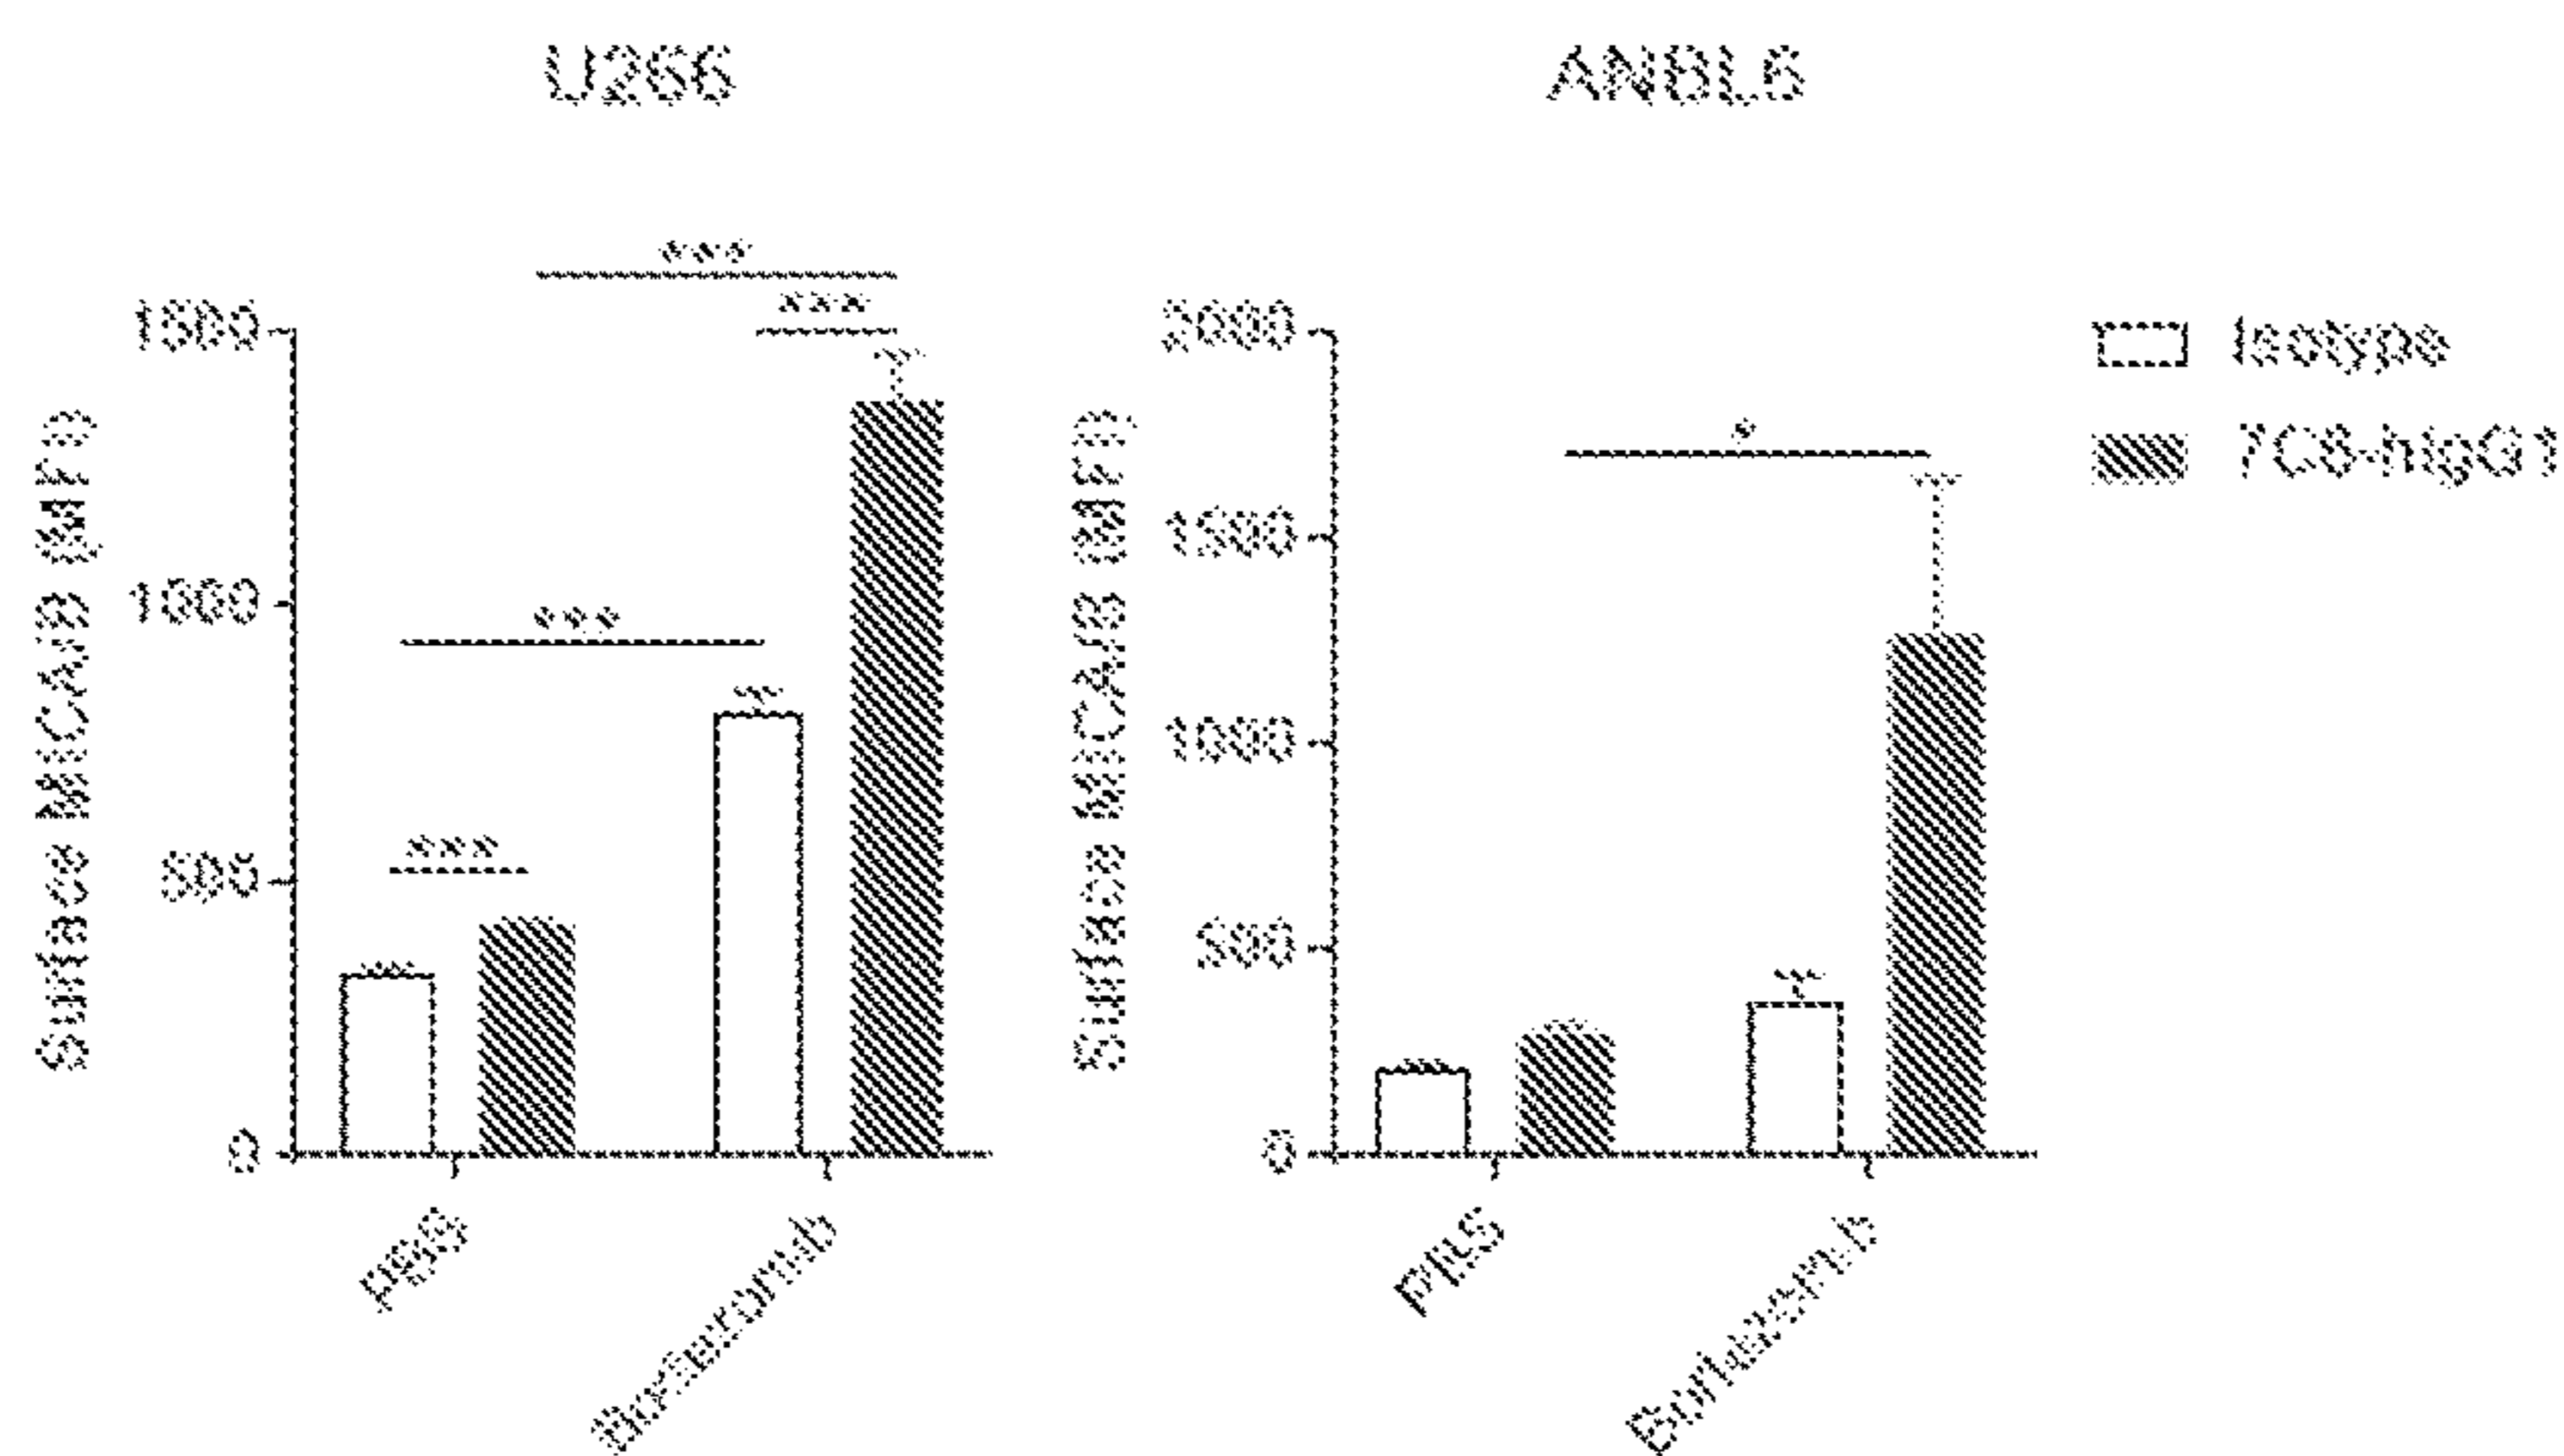 U266
ANBL6
***
***
1500
1000
500
0
***
***
Surface MICA/B (MFI)
PBS
Bortezomib
*
2000
1500
1000
500
0
Surface MICA/B (MFI)
PBS
Bortezomib
Isotype
7C6-hIgG1